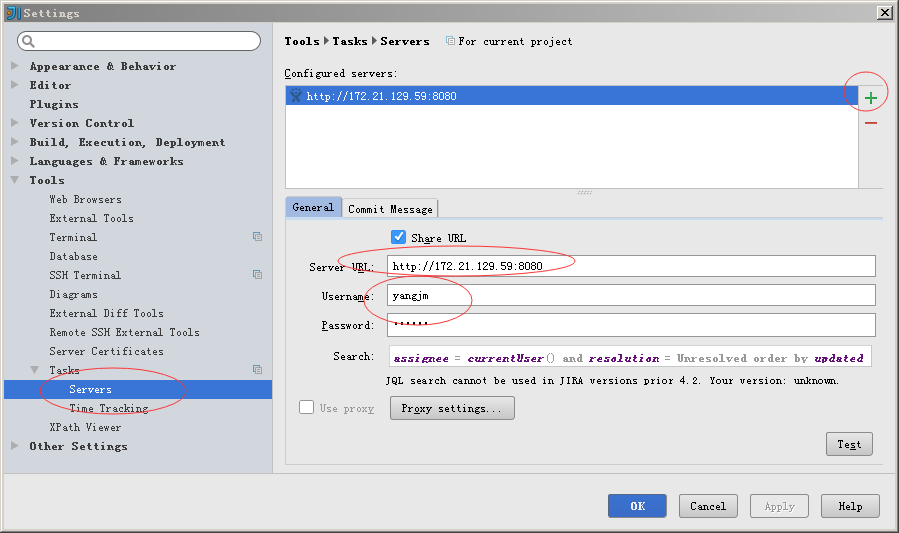 Settings
Appearance & Behavior
Editor
Plugins
Version Control
Build, Execution, Deployment
Languages & Frameworks
Tools
Web Browsers
External Tools
Terminal
Database
SSH Terminal
Diagrams
External Diff Tools
Remote SSH External Tools
Server Certificates
Tasks
Servers
Time Tracking
XPath Viewer
Other Settings
Tools Tasks Servers For current project
Configured servers:
http://172.21.129.59:8080
General Commit Message
Share URL
Server URL: http://172.21.129.59:8080
Username: yangjm
Password: ••••••
Search: assignee = currentUser() and resolution = Unresolved order by updated
JQL search cannot be used in JIRA versions prior 4.2. Your version: unknown.
Use proxy Proxy settings...
Test
OK Cancel Apply Help